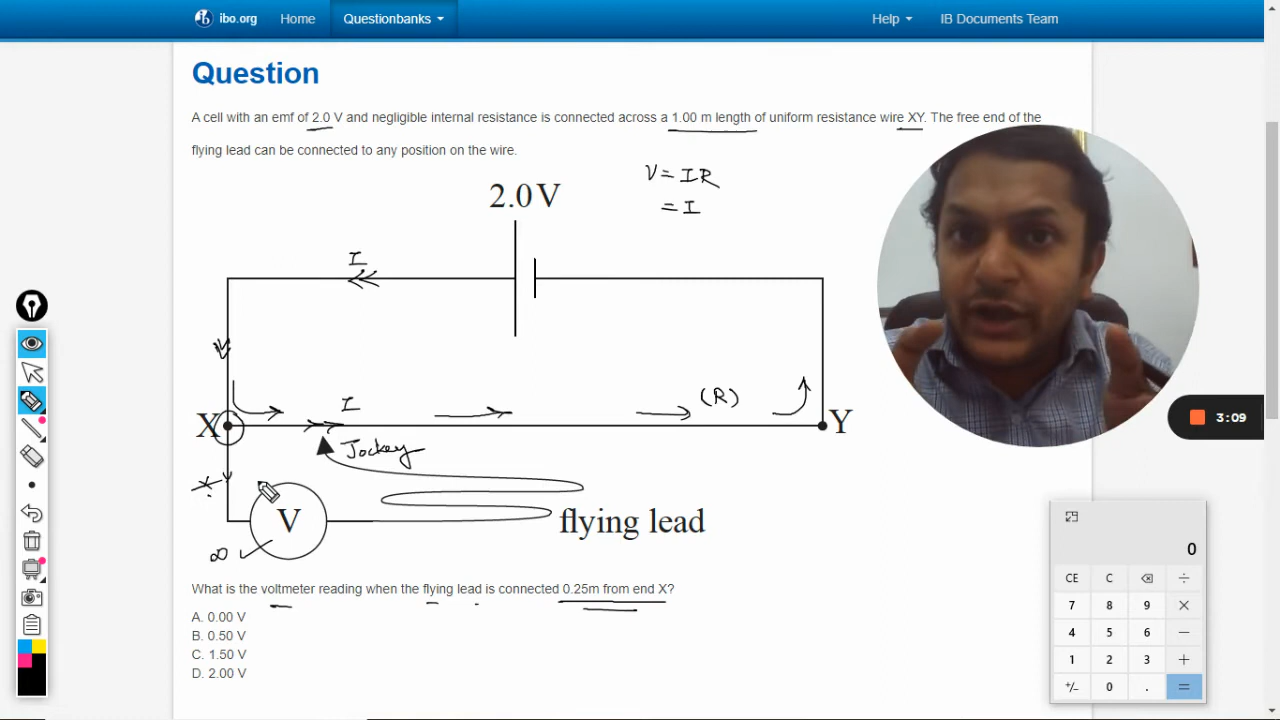 ibo.org Home Questionbanks Help IB Documents Team
Question
A cell with an emf of 2.0 V and negligible internal resistance is connected across a 1.00 m length of uniform resistance wire XY. The free end of the
flying lead can be connected to any position on the wire.
V = IR
= I
2.0 V
I
I
(R)
X
Y
Jockey
V
flying lead
∞
3:09
What is the voltmeter reading when the flying lead is connected 0.25m from end X?
A. 0.00 V
B. 0.50 V
C. 1.50 V
D. 2.00 V
0
CE C ⌫ ÷
7 8 9 ×
4 5 6 −
1 2 3 +
+/− 0 . =